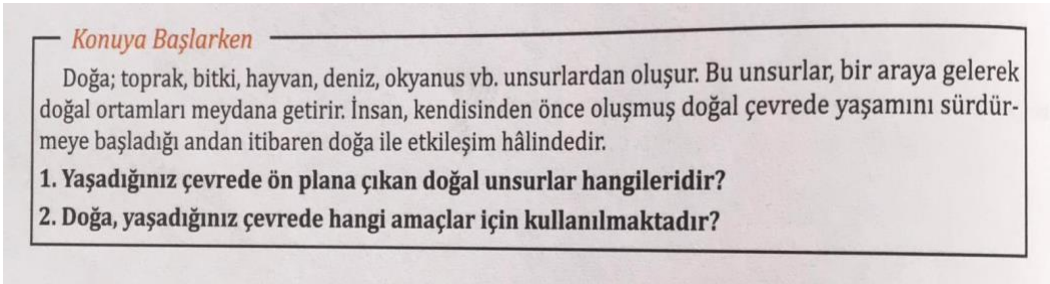 Konuya Başlarken
Doğa; toprak, bitki, hayvan, deniz, okyanus vb. unsurlardan oluşur. Bu unsurlar, bir araya gelerek
doğal ortamları meydana getirir. İnsan, kendisinden önce oluşmuş doğal çevrede yaşamını sürdür-
meye başladığı andan itibaren doğa ile etkileşim hâlindedir.
1. Yaşadığınız çevrede ön plana çıkan doğal unsurlar hangileridir?
2. Doğa, yaşadığınız çevrede hangi amaçlar için kullanılmaktadır?